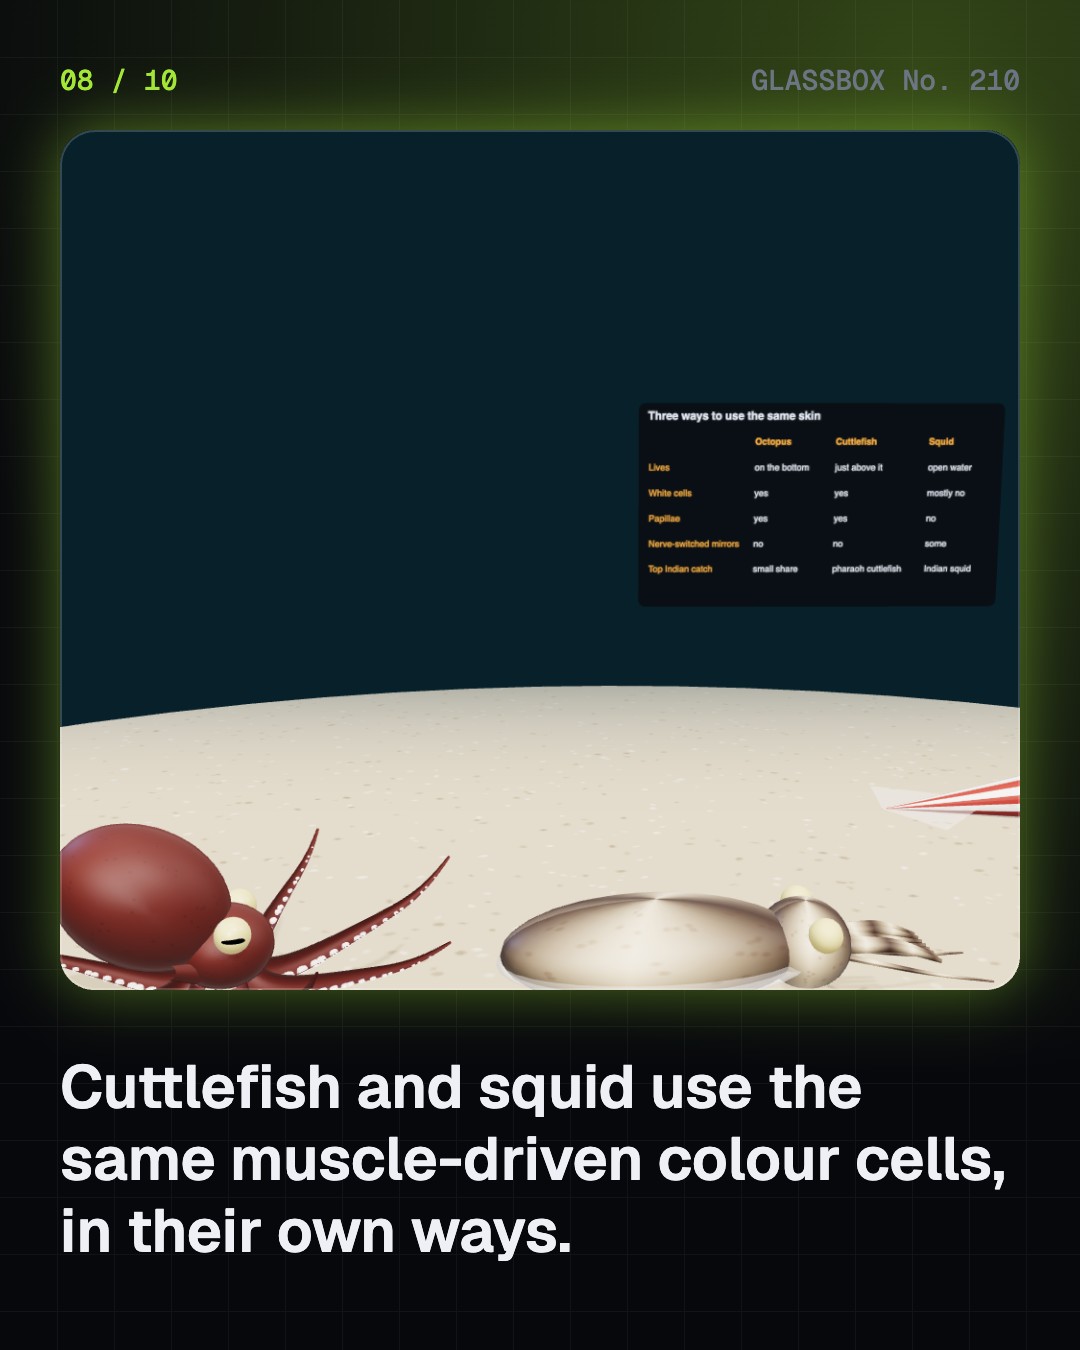 08 / 10
GLASSBOX No. 210
Three ways to use the same skin
Octopus Cuttlefish Squid
Lives on the bottom just above it open water
White cells yes yes mostly no
Papillae yes yes no
Nerve-switched mirrors no no some
Top Indian catch small share pharaoh cuttlefish Indian squid
Cuttlefish and squid use the
same muscle-driven colour cells,
in their own ways.